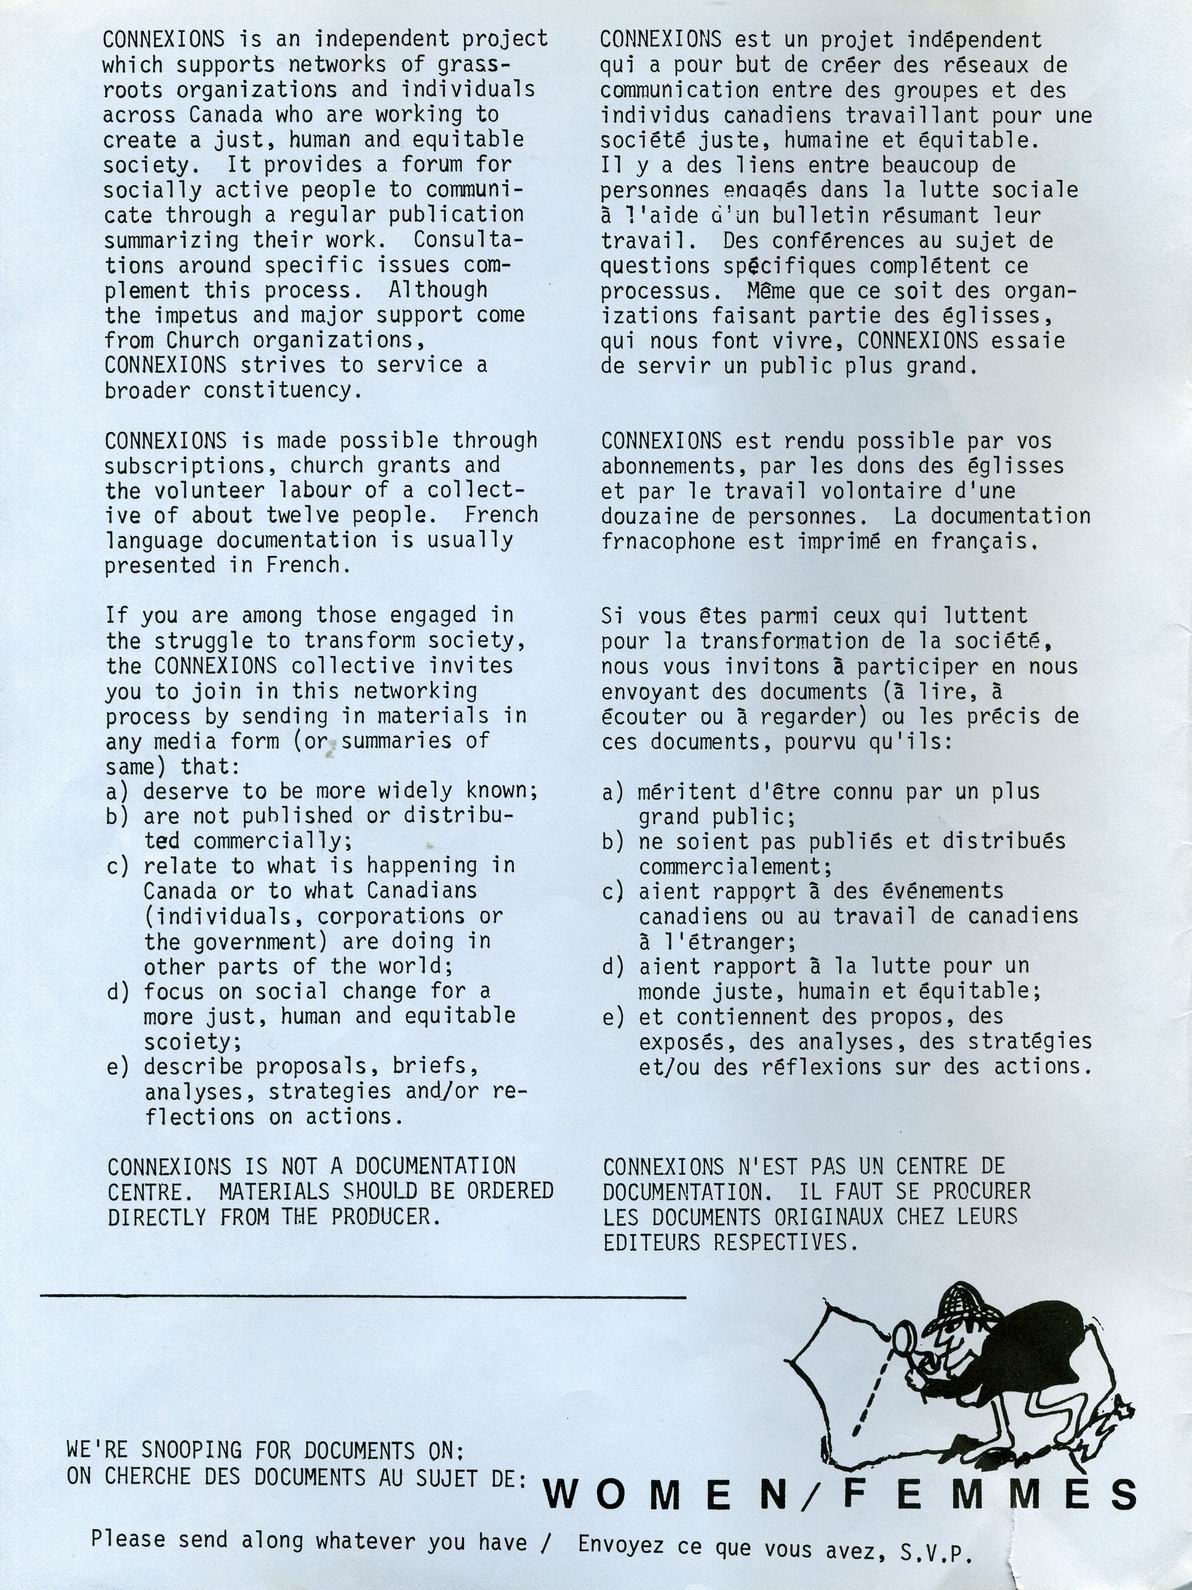 CONNEXIONS is an independent project
which supports networks of grass-
roots organizations and individuals
across Canada who are working to
create a just, human and equitable
society.  It provides a forum for
socially active people to communi-
cate through a regular publication
summarizing their work.  Consulta-
tions around specific issues com-
plement this process.  Although
the impetus and major support come
from Church organizations,
CONNEXIONS strives to service a
broader constituency.

CONNEXIONS is made possible through
subscriptions, church grants and
the volunteer labour of a collect-
ive of about twelve people.  French
language documentation is usually
presented in French.

If you are among those engaged in
the struggle to transform society,
the CONNEXIONS collective invites
you to join in this networking
process by sending in materials in
any media form (or summaries of
same) that:
a) deserve to be more widely known;
b) are not published or distribu-
ted commercially;
c) relate to what is happening in
Canada or to what Canadians
(individuals, corporations or
the government) are doing in
other parts of the world;
d) focus on social change for a
more just, human and equitable
scoiety;
e) describe proposals, briefs,
analyses, strategies and/or re-
flections on actions.

CONNEXIONS IS NOT A DOCUMENTATION
CENTRE.  MATERIALS SHOULD BE ORDERED
DIRECTLY FROM THE PRODUCER.

CONNEXIONS est un projet indépendent
qui a pour but de créer des réseaux de
communication entre des groupes et des
individus canadiens travaillant pour une
société juste, humaine et équitable.
Il y a des liens entre beaucoup de
personnes engagés dans la lutte sociale
à l'aide d'un bulletin résumant leur
travail.  Des conférences au sujet de
questions spécifiques complétent ce
processus.  Même que ce soit des organ-
izations faisant partie des églisses,
qui nous font vivre, CONNEXIONS essaie
de servir un public plus grand.

CONNEXIONS est rendu possible par vos
abonnements, par les dons des églisses
et par le travail volontaire d'une
douzaine de personnes.  La documentation
frnacophone est imprimé en français.

Si vous êtes parmi ceux qui luttent
pour la transformation de la société,
nous vous invitons à participer en nous
envoyant des documents (à lire, à
écouter ou à regarder) ou les précis de
ces documents, pourvu qu'ils:

a) méritent d'être connu par un plus
grand public;
b) ne soient pas publiés et distribués
commercialement;
c) aient rapport à des événements
canadiens ou au travail de canadiens
à l'étranger;
d) aient rapport à la lutte pour un
monde juste, humain et équitable;
e) et contiennent des propos, des
exposés, des analyses, des stratégies
et/ou des réflexions sur des actions.

CONNEXIONS N'EST PAS UN CENTRE DE
DOCUMENTATION.  IL FAUT SE PROCURER
LES DOCUMENTS ORIGINAUX CHEZ LEURS
EDITEURS RESPECTIVES.

WE'RE SNOOPING FOR DOCUMENTS ON:
ON CHERCHE DES DOCUMENTS AU SUJET DE: WOMEN/FEMMES
Please send along whatever you have /  Envoyez ce que vous avez, S.V.P.